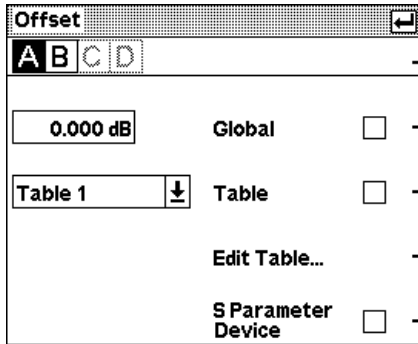 Offset
A B C D
0.000 dB Global
Table 1 Table
Edit Table...
S Parameter
Device